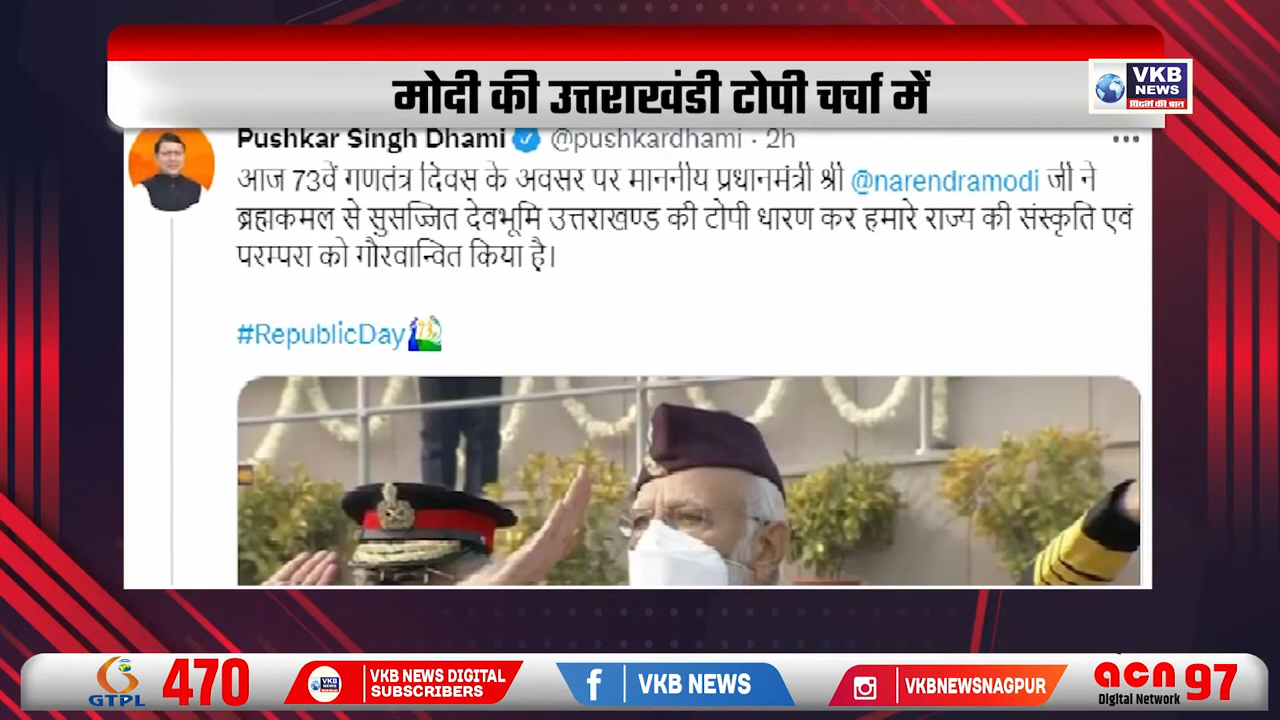 मोदी की उत्तराखंडी टोपी चर्चा में
VKB
NEWS
विदर्भ की बात
Pushkar Singh Dhami @pushkardhami · 2h
आज 73वें गणतंत्र दिवस के अवसर पर माननीय प्रधानमंत्री श्री @narendramodi जी ने
ब्रह्मकमल से सुसज्जित देवभूमि उत्तराखण्ड की टोपी धारण कर हमारे राज्य की संस्कृति एवं
परम्परा को गौरवान्वित किया है।
#RepublicDay
GTPL
470
VKB NEWS DIGITAL
SUBSCRIBERS
VKB NEWS
VKBNEWSNAGPUR
acn 97
Digital Network